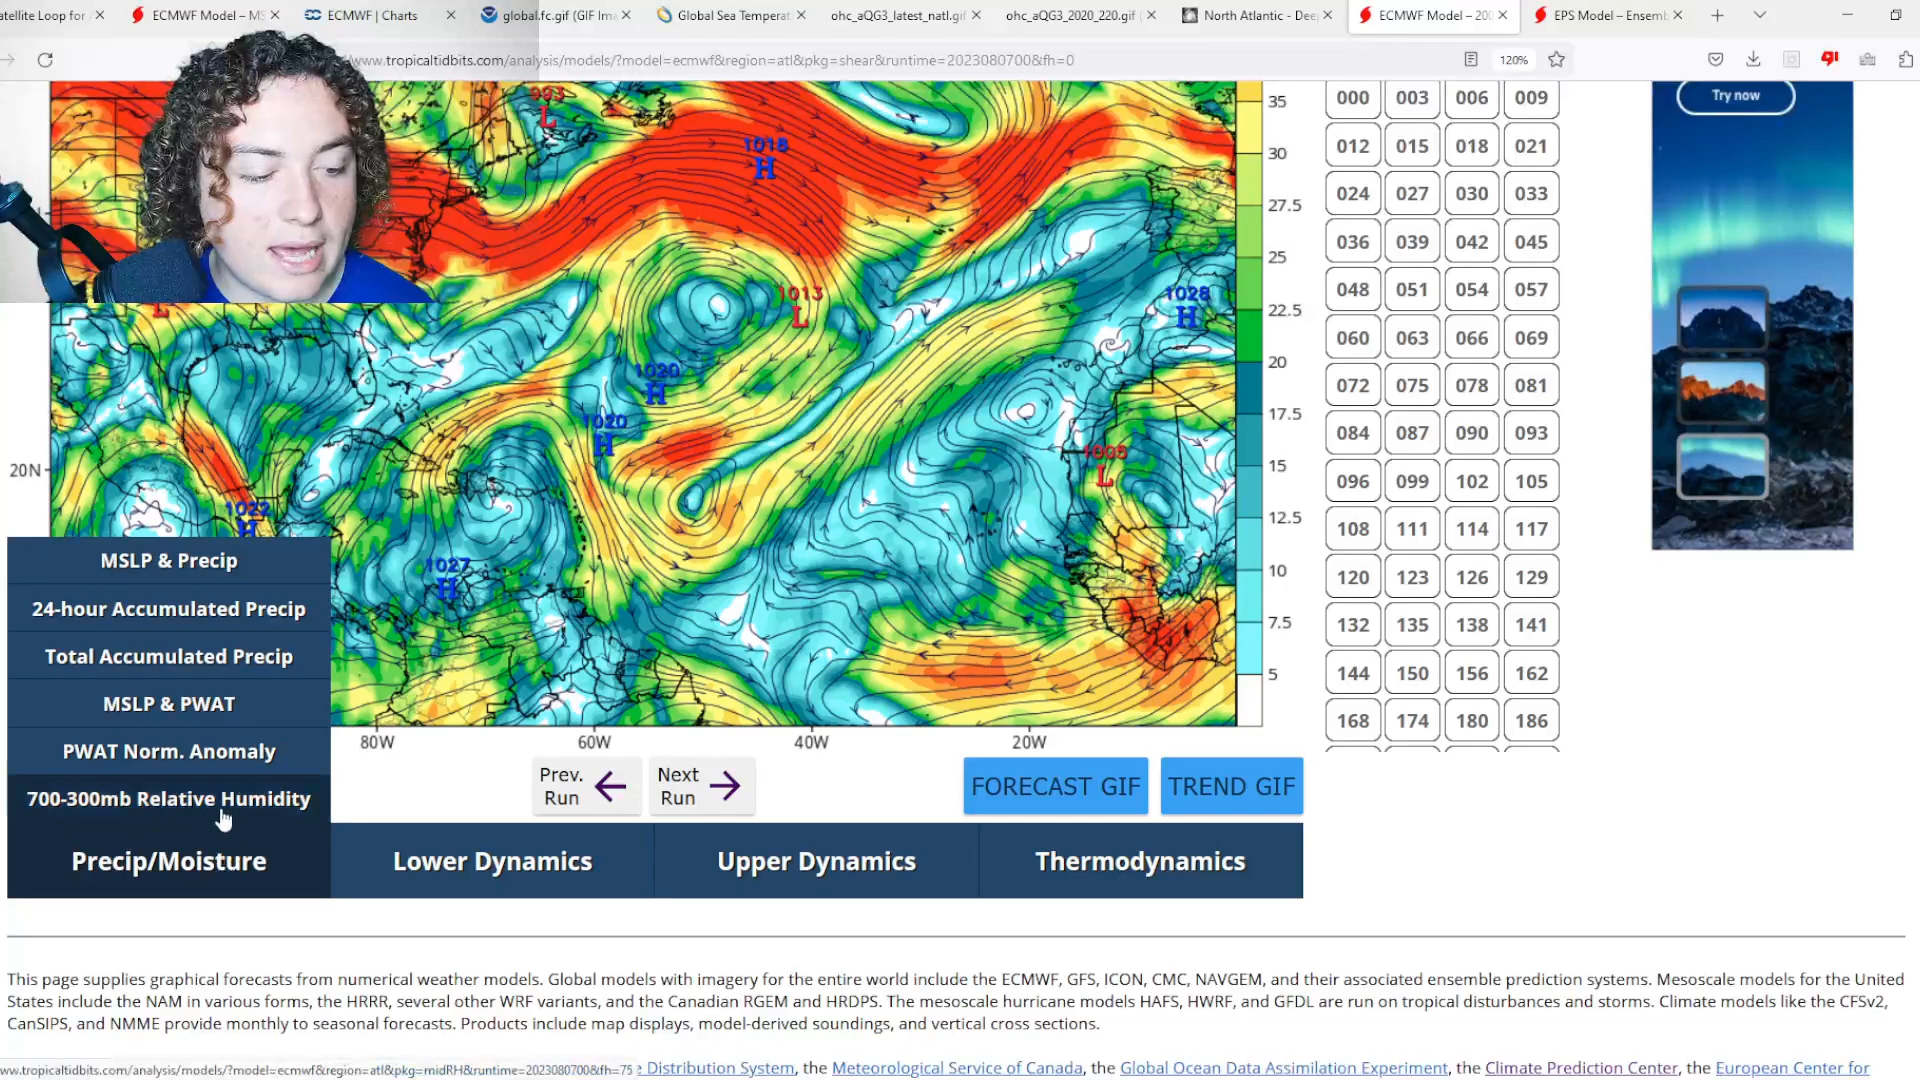 atellite Loop for
ECMWF Model – MS
ECMWF | Charts
global.fc.gif (GIF Ima
Global Sea Temperat
ohc_aQG3_latest_natl.gif
ohc_aQG3_2020_220.gif (
North Atlantic - Dee
ECMWF Model – 200
EPS Model – Ensemb
www.tropicaltidbits.com/analysis/models/?model=ecmwf&region=atl&pkg=shear&runtime=2023080700&fh=0
120%
993
L
1018
H
1013
L
1028
H
1020
H
1020
H
1005
L
1022
H
1027
H
L
20N
80W 60W 40W 20W
35
30
27.5
25
22.5
20
17.5
15
12.5
10
7.5
5
000 003 006 009
012 015 018 021
024 027 030 033
036 039 042 045
048 051 054 057
060 063 066 069
072 075 078 081
084 087 090 093
096 099 102 105
108 111 114 117
120 123 126 129
132 135 138 141
144 150 156 162
168 174 180 186
Try now
MSLP & Precip
24-hour Accumulated Precip
Total Accumulated Precip
MSLP & PWAT
PWAT Norm. Anomaly
700-300mb Relative Humidity
Prev. Run
Next Run
FORECAST GIF
TREND GIF
Precip/Moisture
Lower Dynamics
Upper Dynamics
Thermodynamics
This page supplies graphical forecasts from numerical weather models. Global models with imagery for the entire world include the ECMWF, GFS, ICON, CMC, NAVGEM, and their associated ensemble prediction systems. Mesoscale models for the United
States include the NAM in various forms, the HRRR, several other WRF variants, and the Canadian RGEM and HRDPS. The mesoscale hurricane models HAFS, HWRF, and GFDL are run on tropical disturbances and storms. Climate models like the CFSv2,
CanSIPS, and NMME provide monthly to seasonal forecasts. Products include map displays, model-derived soundings, and vertical cross sections.
www.tropicaltidbits.com/analysis/models/?model=ecmwf&region=atl&pkg=midRH&runtime=2023080700&fh=75
e Distribution System, the Meteorological Service of Canada, the Global Ocean Data Assimilation Experiment, the Climate Prediction Center, the European Center for